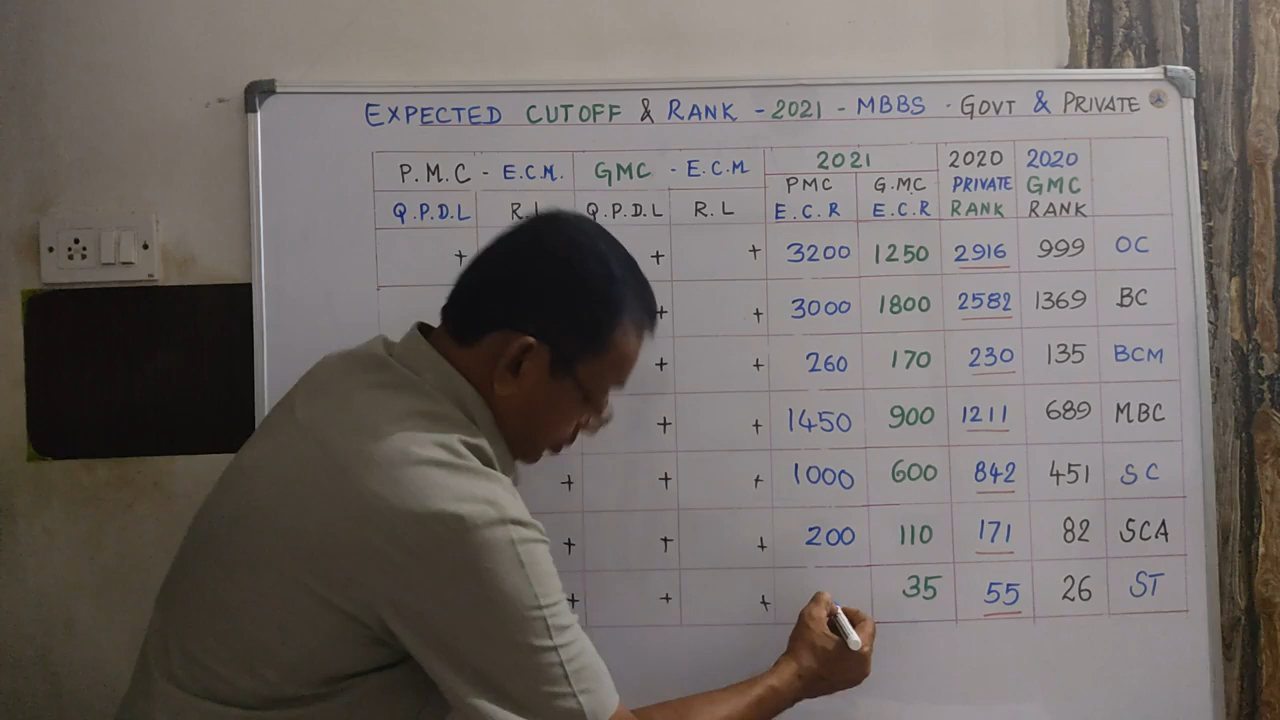 EXPECTED CUTOFF & RANK - 2021 - MBBS - GOVT & PRIVATE
P.M.C - E.C.M. GMC - E.C.M 2021 2020 2020
PMC G.MC PRIVATE GMC
Q.P.D.L R.L Q.P.D.L R.L E.C.R E.C.R RANK RANK
+ + + 3200 1250 2916 999 OC
+ + 3000 1800 2582 1369 BC
+ + 260 170 230 135 BCM
+ + 1450 900 1211 689 MBC
+ + + 1000 600 842 451 SC
+ + + 200 110 171 82 SCA
+ + + 35 55 26 ST